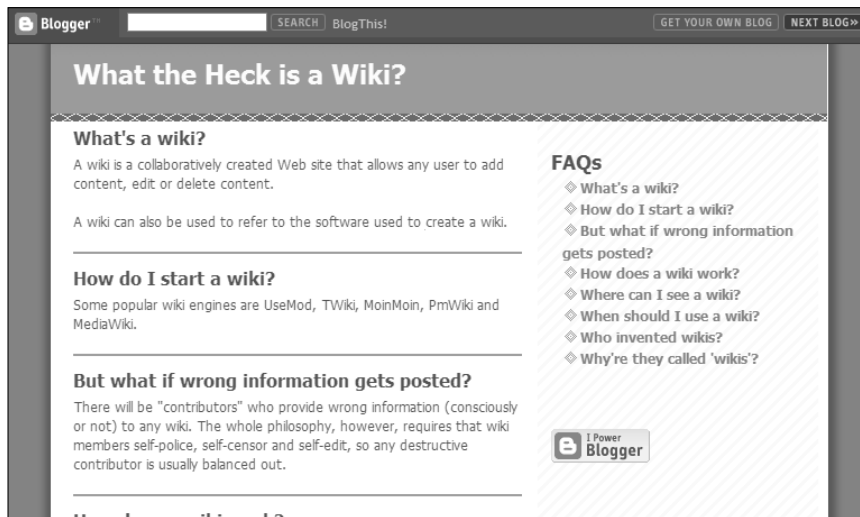 Blogger™ SEARCH BlogThis! GET YOUR OWN BLOG NEXT BLOG»
What the Heck is a Wiki?
What's a wiki?
A wiki is a collaboratively created Web site that allows any user to add
content, edit or delete content.
A wiki can also be used to refer to the software used to create a wiki.
How do I start a wiki?
Some popular wiki engines are UseMod, TWiki, MoinMoin, PmWiki and
MediaWiki.
But what if wrong information gets posted?
There will be "contributors" who provide wrong information (consciously
or not) to any wiki. The whole philosophy, however, requires that wiki
members self-police, self-censor and self-edit, so any destructive
contributor is usually balanced out.
FAQs
What's a wiki?
How do I start a wiki?
But what if wrong information
gets posted?
How does a wiki work?
Where can I see a wiki?
When should I use a wiki?
Who invented wikis?
Why're they called 'wikis'?
I Power
Blogger